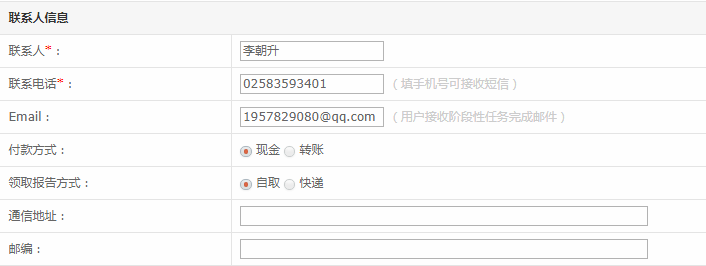 联系人信息
联系人*： 李朝升
联系电话*： 02583593401 （填手机号可接收短信）
Email： 1957829080@qq.com （用户接收阶段性任务完成邮件）
付款方式： 现金 转账
领取报告方式： 自取 快递
通信地址：
邮编：